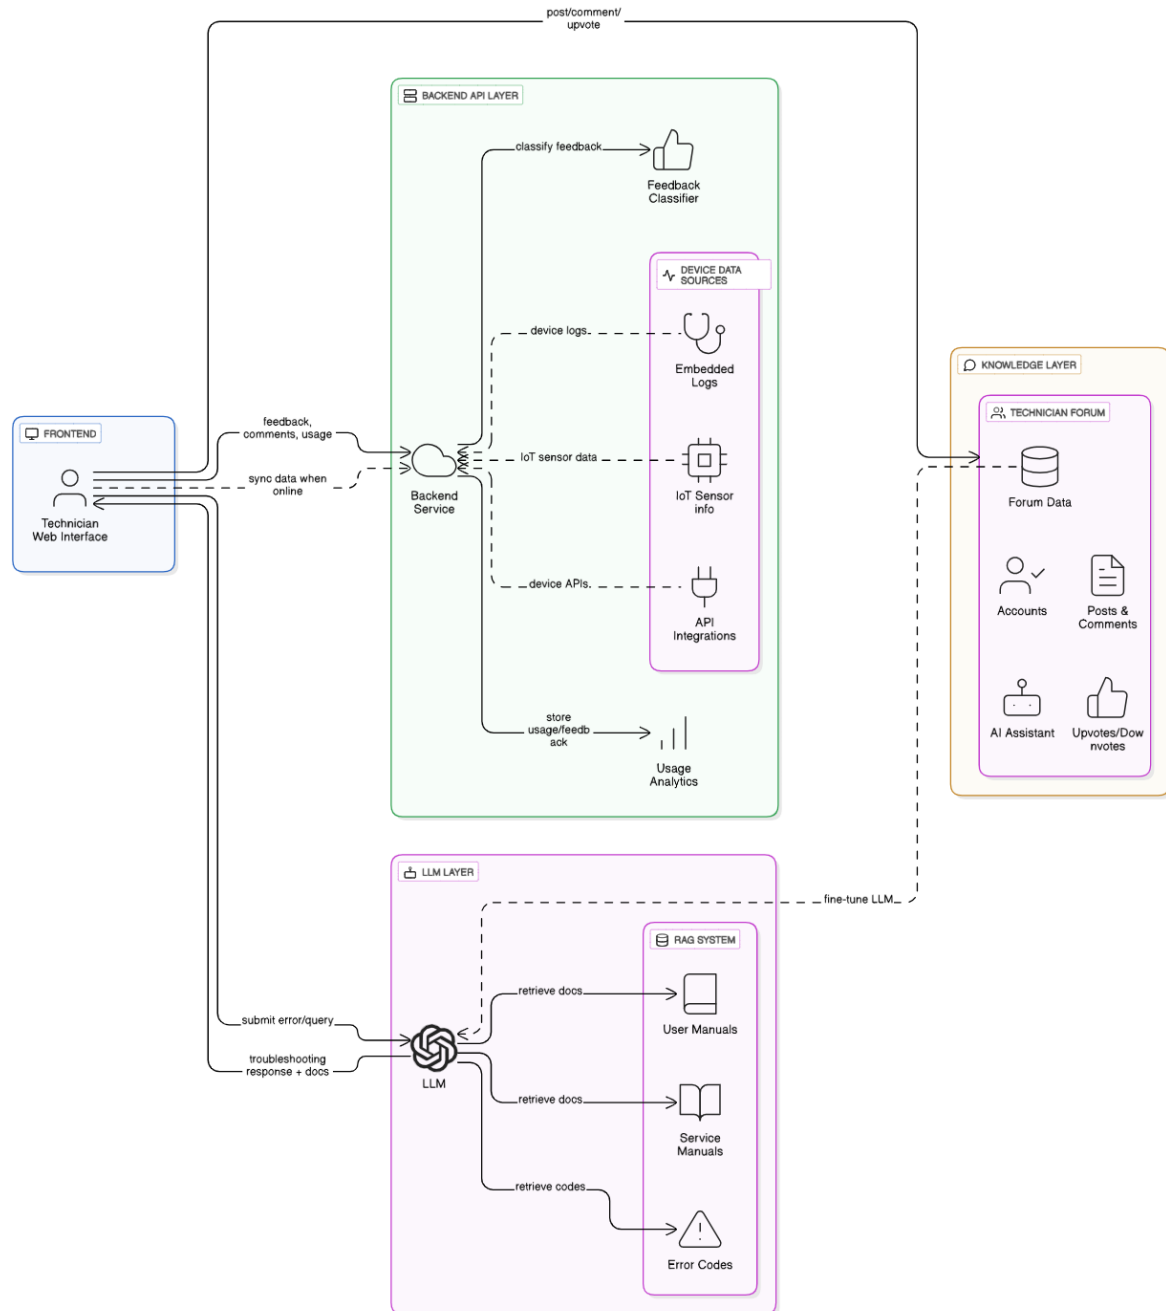 post/comment/
upvote
BACKEND API LAYER
classify feedback
Feedback
Classifier
DEVICE DATA
SOURCES
device logs
Embedded
Logs
KNOWLEDGE LAYER
TECHNICIAN FORUM
FRONTEND
feedback,
comments, usage
sync data when
online
Technician
Web Interface
Backend
Service
IoT sensor data
IoT Sensor
info
Forum Data
device APIs
API
Integrations
Accounts
Posts &
Comments
AI Assistant
Upvotes/Dow
nvotes
store
usage/feedb
ack
Usage
Analytics
LLM LAYER
fine-tune LLM
RAG SYSTEM
retrieve docs
User Manuals
submit error/query
troubleshooting
response + docs
LLM
retrieve docs
Service
Manuals
retrieve codes
Error Codes